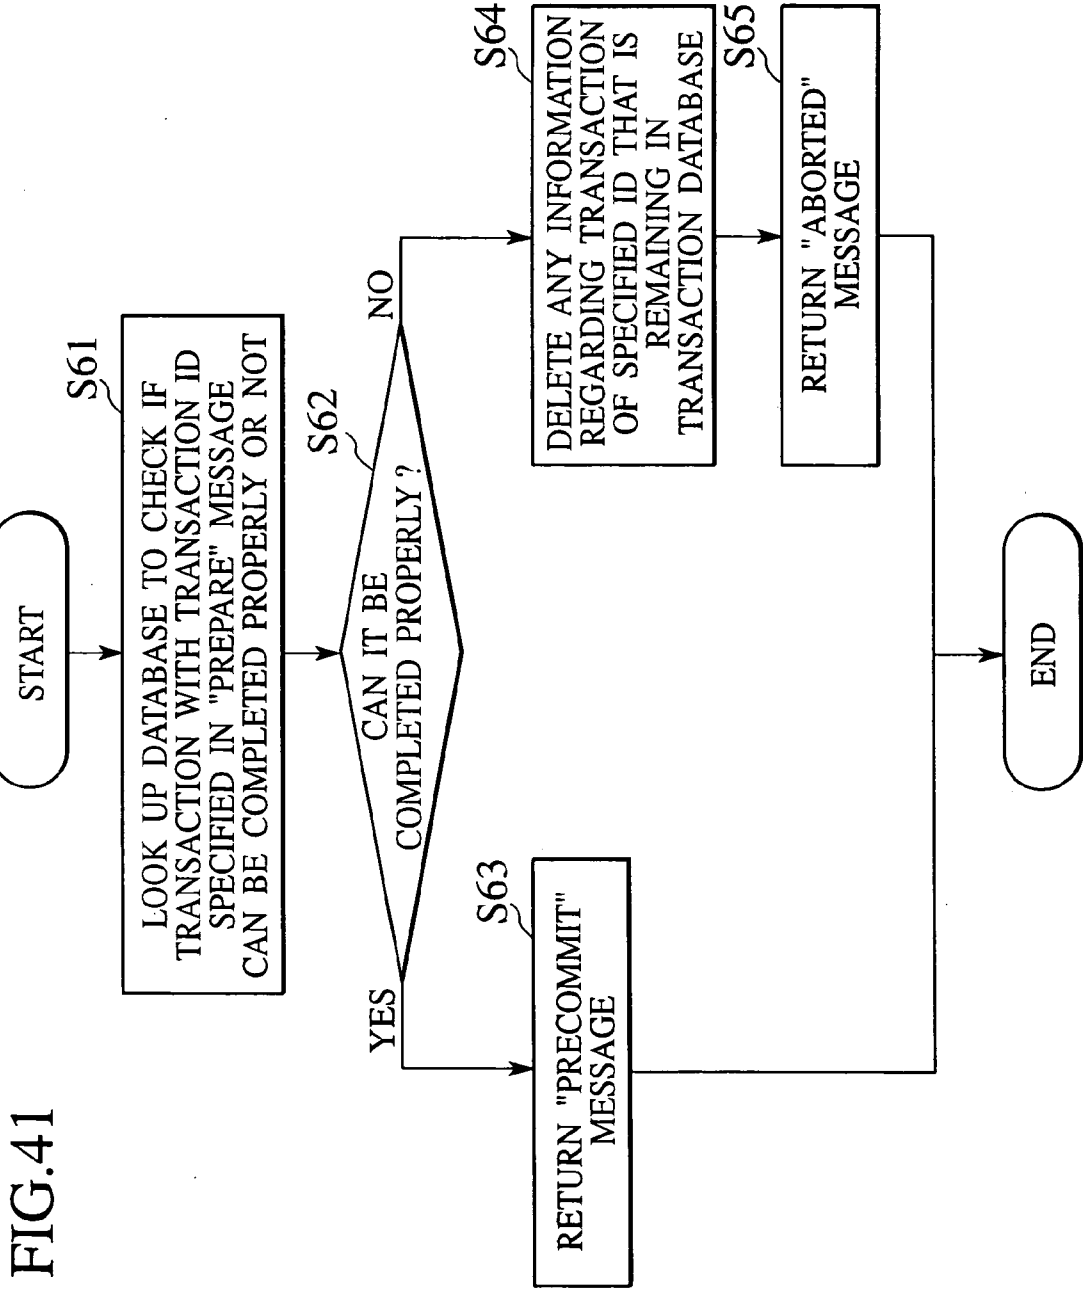 FIG.41
START
S61
LOOK UP DATABASE TO CHECK IF
TRANSACTION WITH TRANSACTION ID
SPECIFIED IN "PREPARE" MESSAGE
CAN BE COMPLETED PROPERLY OR NOT
S62
CAN IT BE
COMPLETED PROPERLY ?
YES
NO
S63
RETURN "PRECOMMIT"
MESSAGE
S64
DELETE ANY INFORMATION
REGARDING TRANSACTION
OF SPECIFIED ID THAT IS
REMAINING IN
TRANSACTION DATABASE
S65
RETURN "ABORTED"
MESSAGE
END